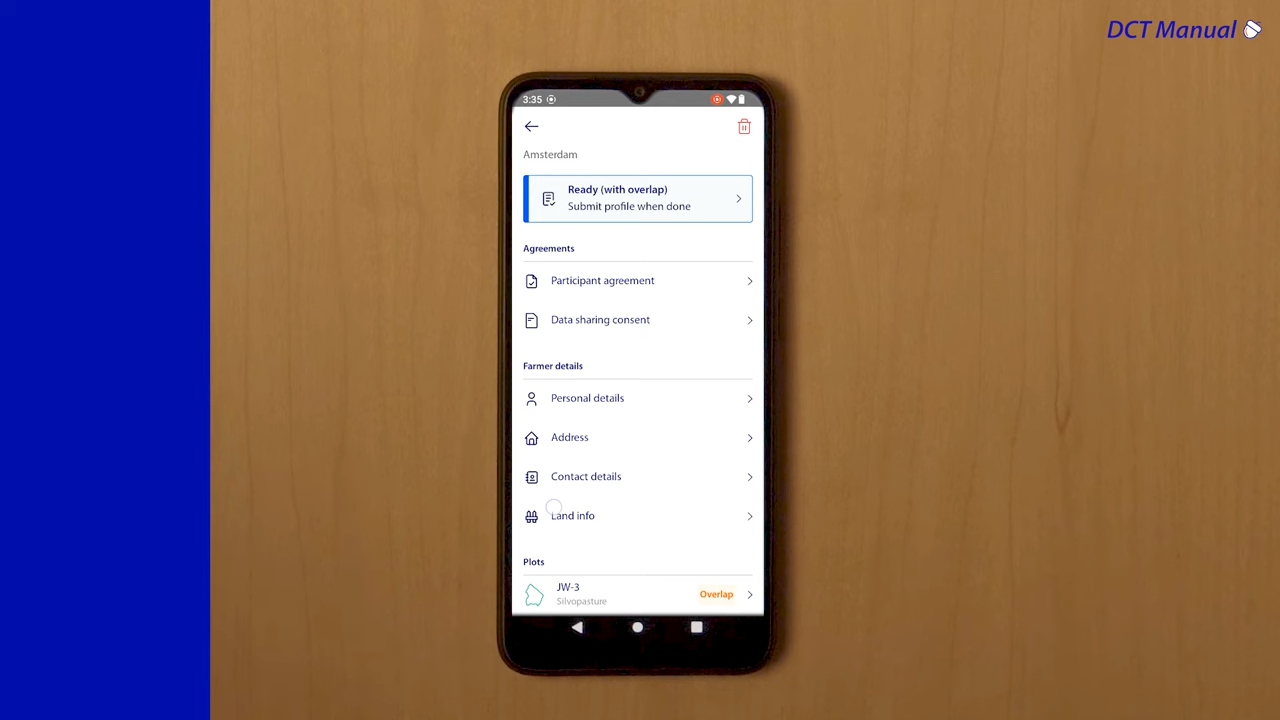 DCT Manual
3:35
Amsterdam
Ready (with overlap)
Submit profile when done
Agreements
Participant agreement
Data sharing consent
Farmer details
Personal details
Address
Contact details
Land info
Plots
JW-3
Silvopasture
Overlap